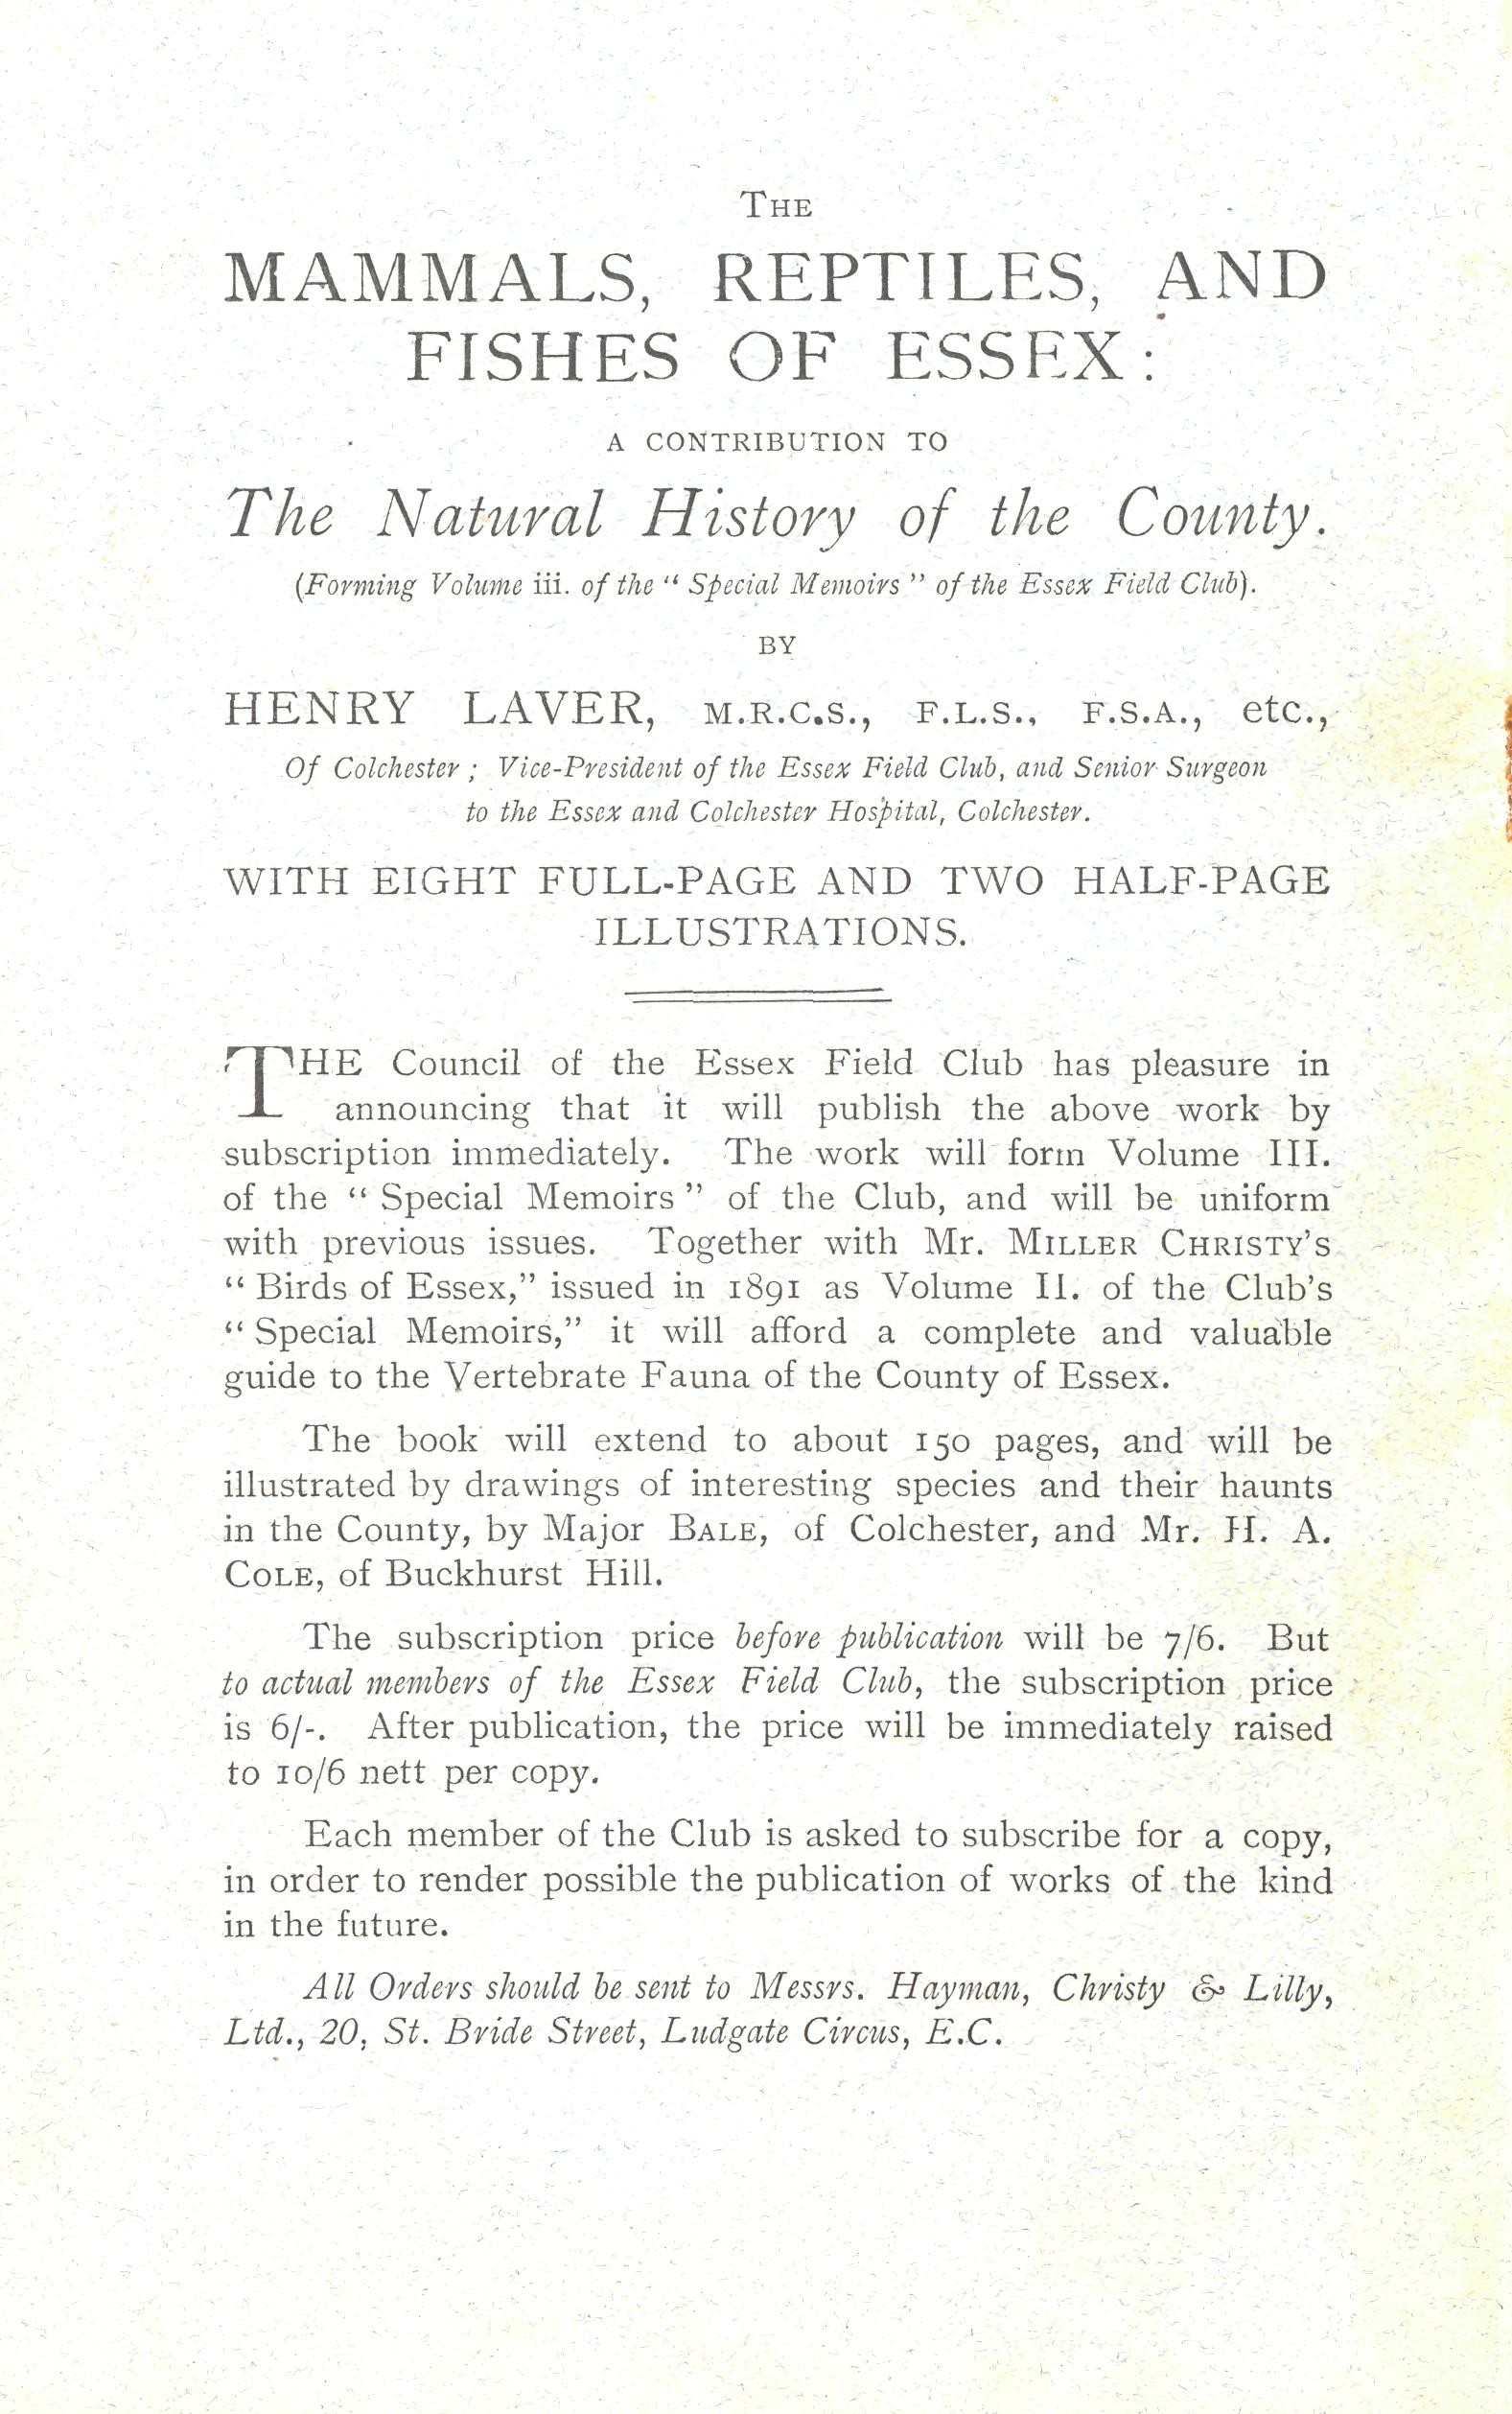 THE
MAMMALS, REPTILES, AND
FISHES OF ESSEX:
A CONTRIBUTION TO
The Natural History of the County.
(Forming Volume iii. of the “ Special Memoirs ” of the Essex Field Club).
BY
HENRY LAVER, M.R.C.S., F.L.S., F.S.A., etc.,
Of Colchester ; Vice-President of the Essex Field Club, and Senior Surgeon
to the Essex and Colchester Hospital, Colchester.
WITH EIGHT FULL-PAGE AND TWO HALF-PAGE
ILLUSTRATIONS.
THE Council of the Essex Field Club has pleasure in
announcing that it will publish the above work by
subscription immediately. The work will form Volume III.
of the “ Special Memoirs ” of the Club, and will be uniform
with previous issues. Together with Mr. MILLER CHRISTY’S
“ Birds of Essex,” issued in 1891 as Volume II. of the Club’s
“ Special Memoirs,” it will afford a complete and valuable
guide to the Vertebrate Fauna of the County of Essex.
The book will extend to about 150 pages, and will be
illustrated by drawings of interesting species and their haunts
in the County, by Major BALE, of Colchester, and Mr. H. A.
COLE, of Buckhurst Hill.
The subscription price before publication will be 7/6. But
to actual members of the Essex Field Club, the subscription price
is 6/-. After publication, the price will be immediately raised
to 10/6 nett per copy.
Each member of the Club is asked to subscribe for a copy,
in order to render possible the publication of works of the kind
in the future.
All Orders should be sent to Messrs. Hayman, Christy & Lilly,
Ltd., 20, St. Bride Street, Ludgate Circus, E.C.